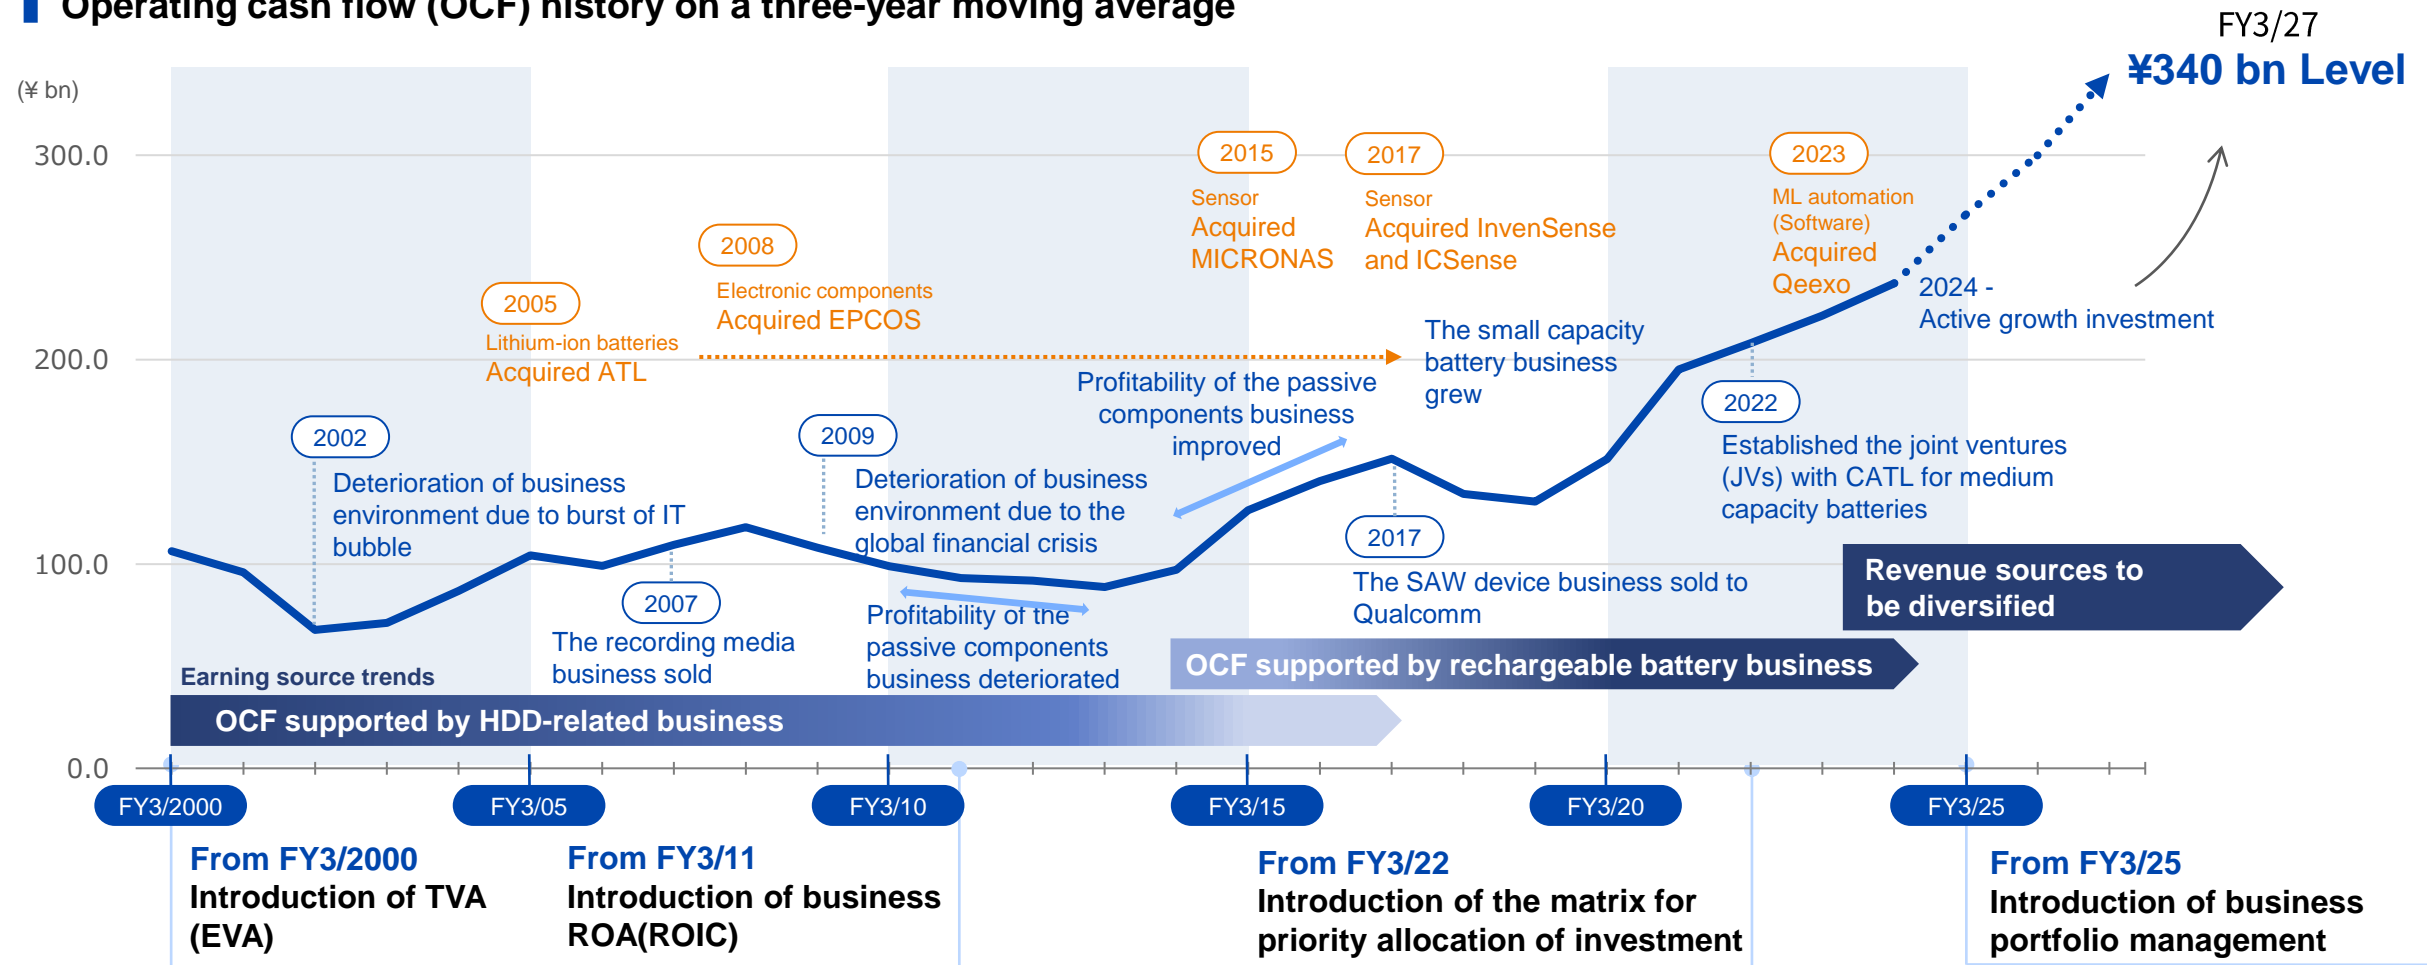 Operating cash flow (OCF) history on a three-year moving average
FY3/27
¥340 bn Level
(¥ bn)
300.0
200.0
100.0
0.0
2015
Sensor
Acquired
MICRONAS
2017
Sensor
Acquired InvenSense
and ICSense
2023
ML automation
(Software)
Acquired
Qeexo
2008
Electronic components
Acquired EPCOS
2005
Lithium-ion batteries
Acquired ATL
2024 -
Active growth investment
The small capacity
battery business
grew
Profitability of the passive
components business
improved
2002
Deterioration of business
environment due to burst of IT
bubble
2009
Deterioration of business
environment due to the
global financial crisis
2022
Established the joint ventures
(JVs) with CATL for medium
capacity batteries
2017
The SAW device business sold to
Qualcomm
2007
The recording media
business sold
Profitability of the
passive components
business deteriorated
Revenue sources to
be diversified
OCF supported by rechargeable battery business
Earning source trends
OCF supported by HDD-related business
FY3/2000
FY3/05
FY3/10
FY3/15
FY3/20
FY3/25
From FY3/2000
Introduction of TVA
(EVA)
From FY3/11
Introduction of business
ROA(ROIC)
From FY3/22
Introduction of the matrix for
priority allocation of investment
From FY3/25
Introduction of business
portfolio management